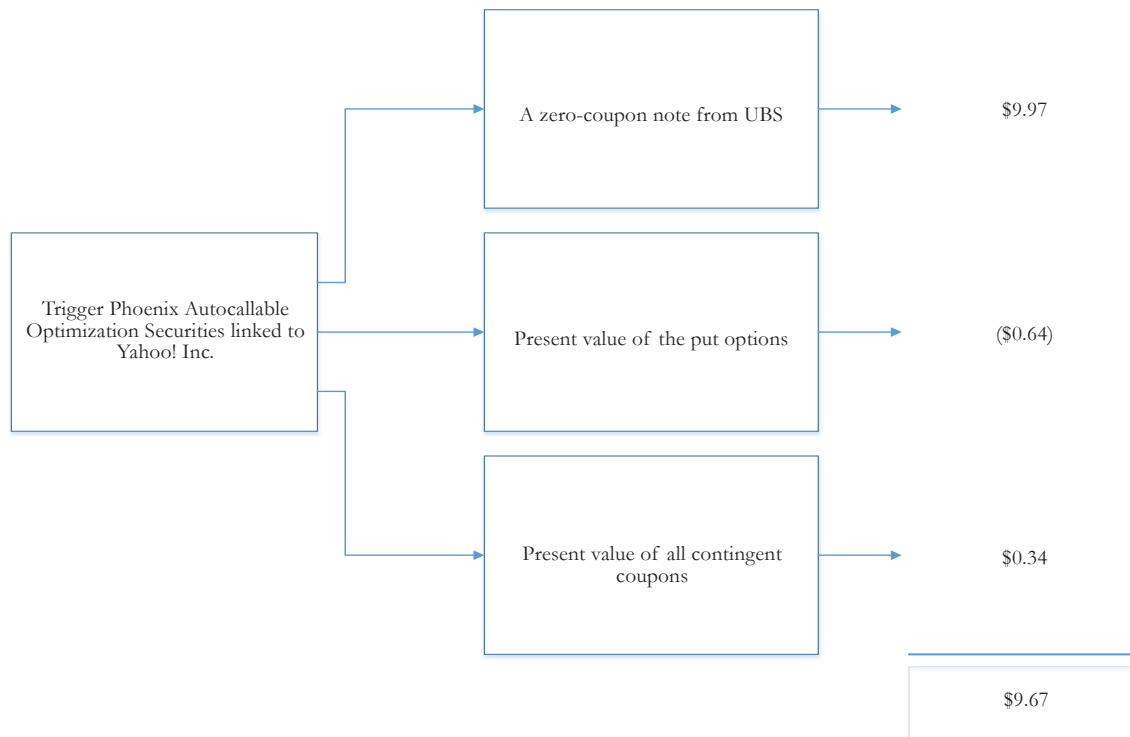 A zero-coupon note from UBS
$9.97
Trigger Phoenix Autocallable
Optimization Securities linked to
Yahoo! Inc.
Present value of the put options
($0.64)
Present value of all contingent
coupons
$0.34
$9.67